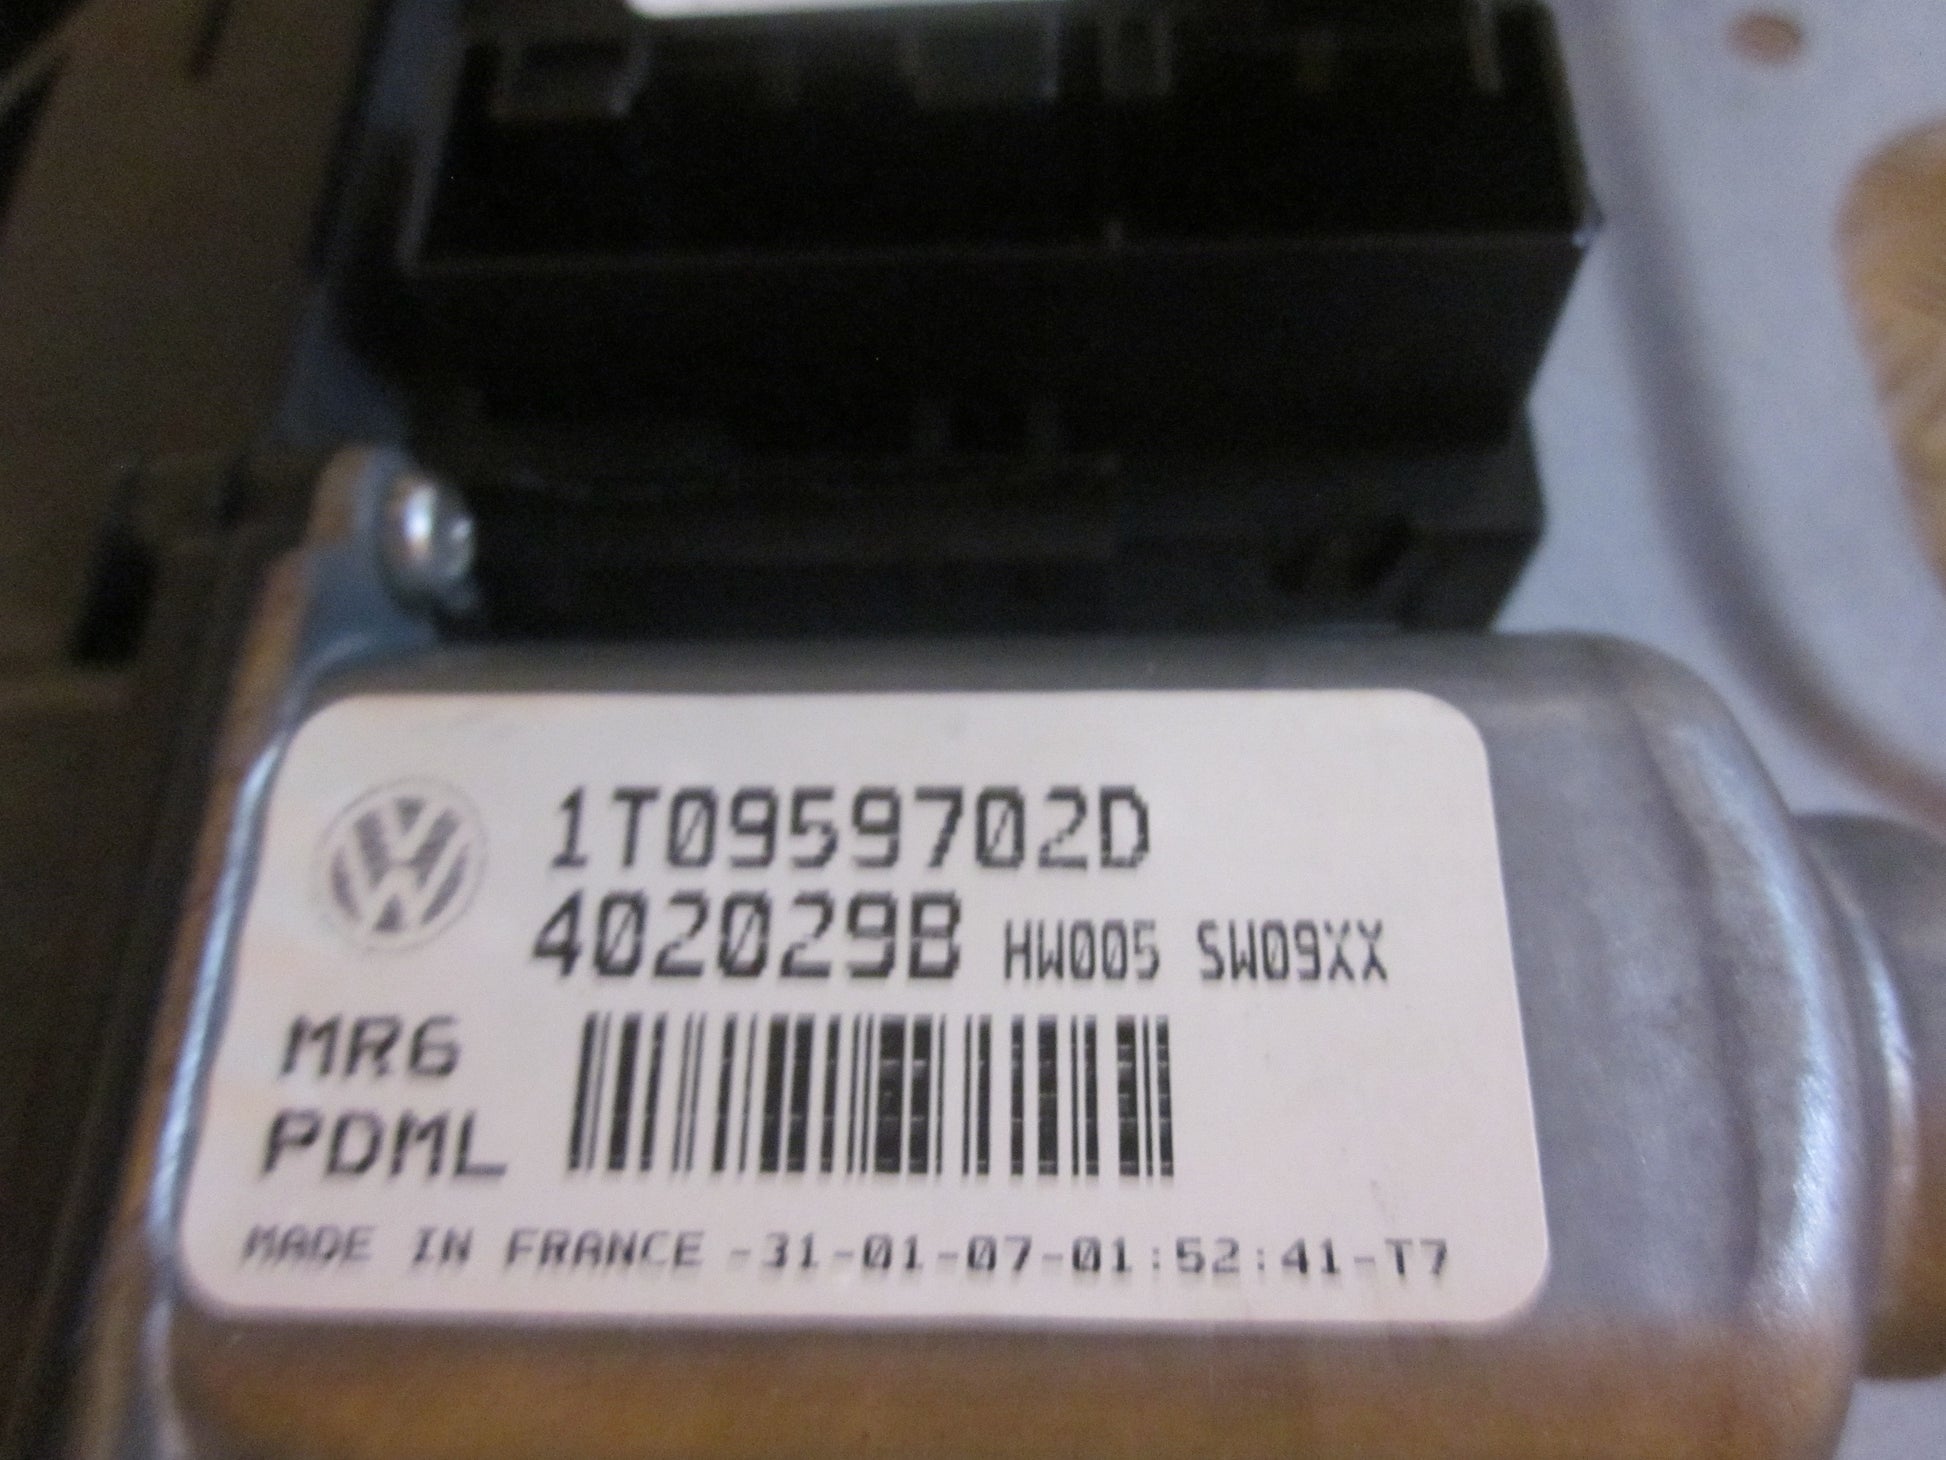 1T0959702D
402029B HW005 SW09XX
MR6
PDML
MADE IN FRANCE -31-01-07-01:52:41-T7